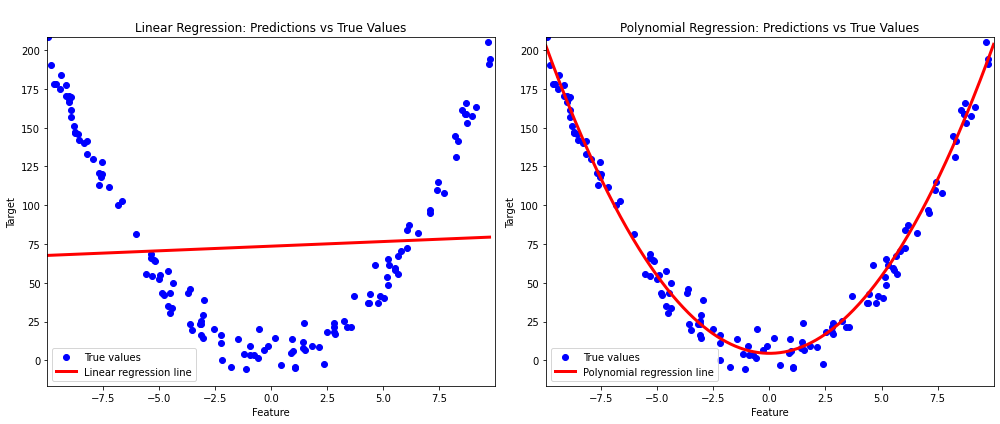 Linear Regression: Predictions vs True Values
200
175
150
125
100
75
50
25
0
Target
True values
Linear regression line
−7.5 −5.0 −2.5 0.0 2.5 5.0 7.5
Feature
Polynomial Regression: Predictions vs True Values
200
175
150
125
100
75
50
25
0
Target
True values
Polynomial regression line
−7.5 −5.0 −2.5 0.0 2.5 5.0 7.5
Feature